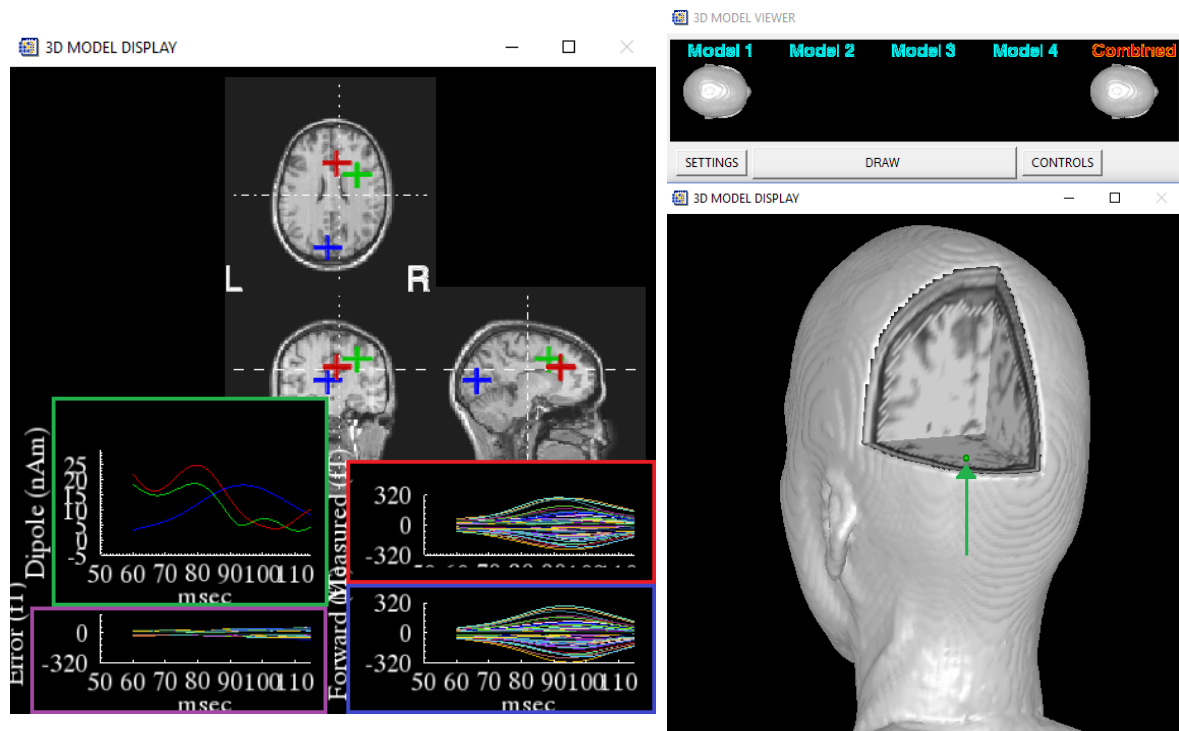 3D MODEL DISPLAY
L R
Dipole (nAm)
25
20
15
10
5
0
-5
50 60 70 80 90 100 110
msec
Error (fT)
0
-320
50 60 70 80 90 100 110
msec
Measured
320
0
-320
Forward
320
0
-320
50 60 70 80 90 100 110
msec
3D MODEL VIEWER
Model 1 Model 2 Model 3 Model 4 Combined
SETTINGS DRAW CONTROLS
3D MODEL DISPLAY